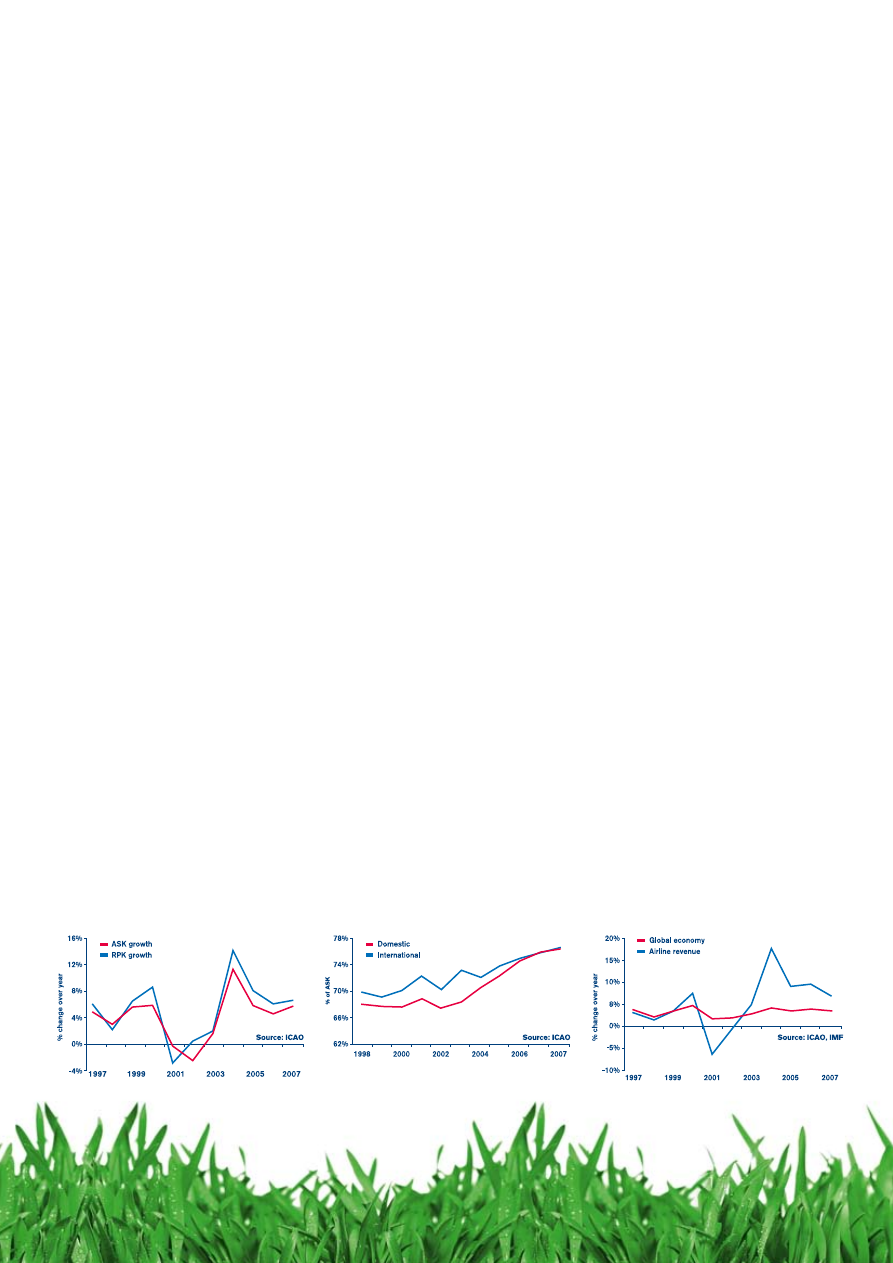 16%
12%
8%
4%
0%
-4%
% change over year
ASK growth
RPK growth
Source: ICAO
1997 1999 2001 2003 2005 2007
78%
74%
70%
66%
62%
% of ASK
Domestic
International
Source: ICAO
1998 2000 2002 2004 2006 2007
20%
15%
10%
6%
0%
-5%
-10%
% change over year
Global economy
Airline revenue
Source: ICAO, IMF
1997 1999 2001 2003 2005 2007